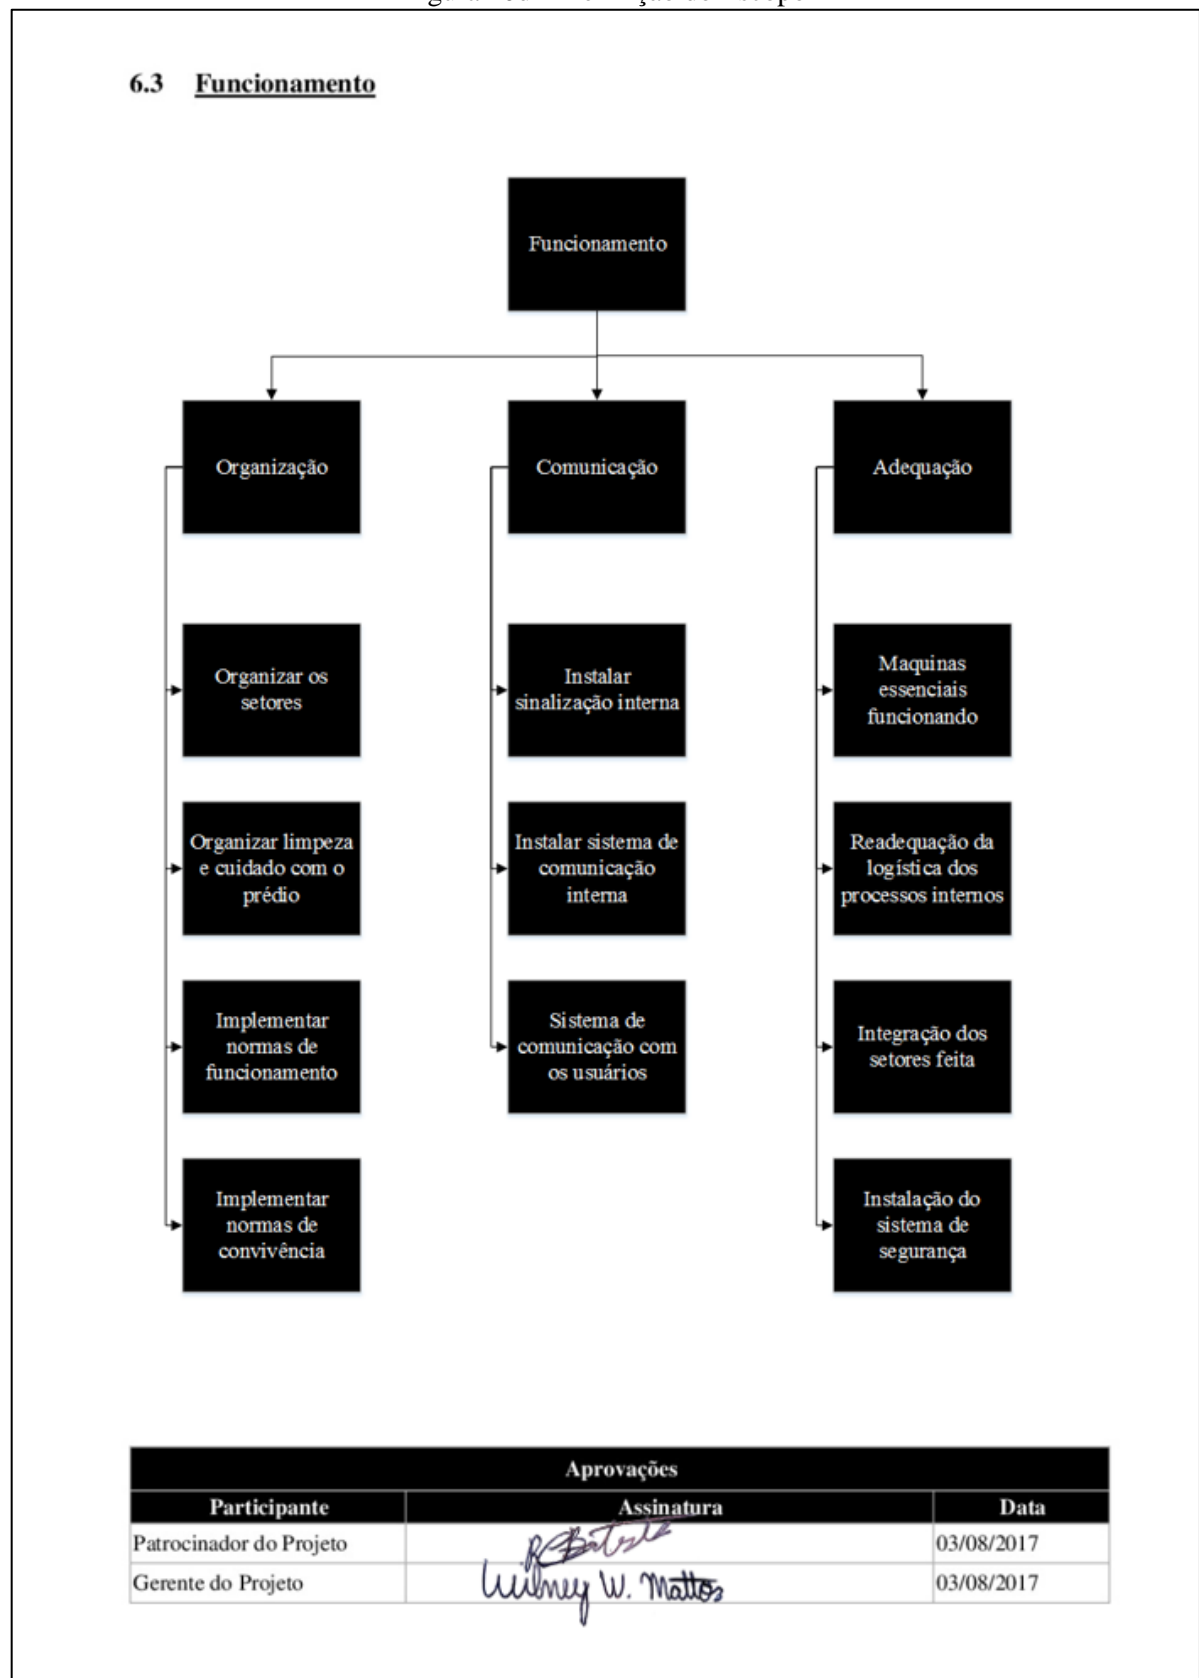 6.3 Funcionamento
Funcionamento
Organização
Comunicação
Adequação
Organizar os
setores
Instalar
sinalização interna
Maquinas
essenciais
funcionando
Organizar limpeza
e cuidado com o
prédio
Instalar sistema de
comunicação
interna
Readequação da
logística dos
processos internos
Implementar
normas de
funcionamento
Sistema de
comunicação com
os usuários
Integração dos
setores feita
Implementar
normas de
convivência
Instalação do
sistema de
segurança
Aprovações
Participante Assinatura Data
Patrocinador do Projeto 03/08/2017
Gerente do Projeto W. Mattos 03/08/2017